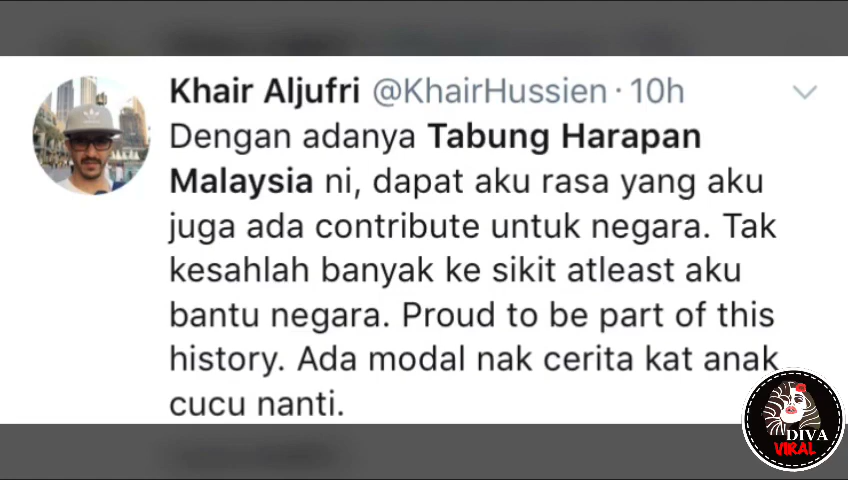 Khair Aljufri @KhairHussien · 10h
Dengan adanya Tabung Harapan
Malaysia ni, dapat aku rasa yang aku
juga ada contribute untuk negara. Tak
kesahlah banyak ke sikit atleast aku
bantu negara. Proud to be part of this
history. Ada modal nak cerita kat anak
cucu nanti.
DIVA
VIRAL